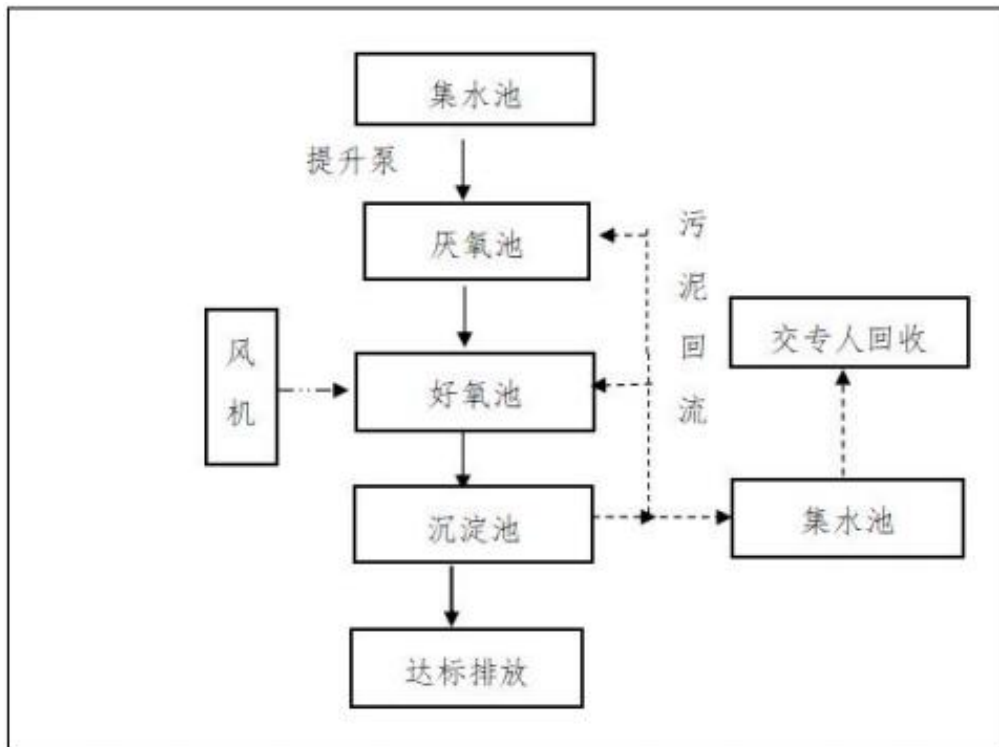 集水池
提升泵
厌氧池
污泥回流
风机
好氧池
交专人回收
沉淀池
集水池
达标排放